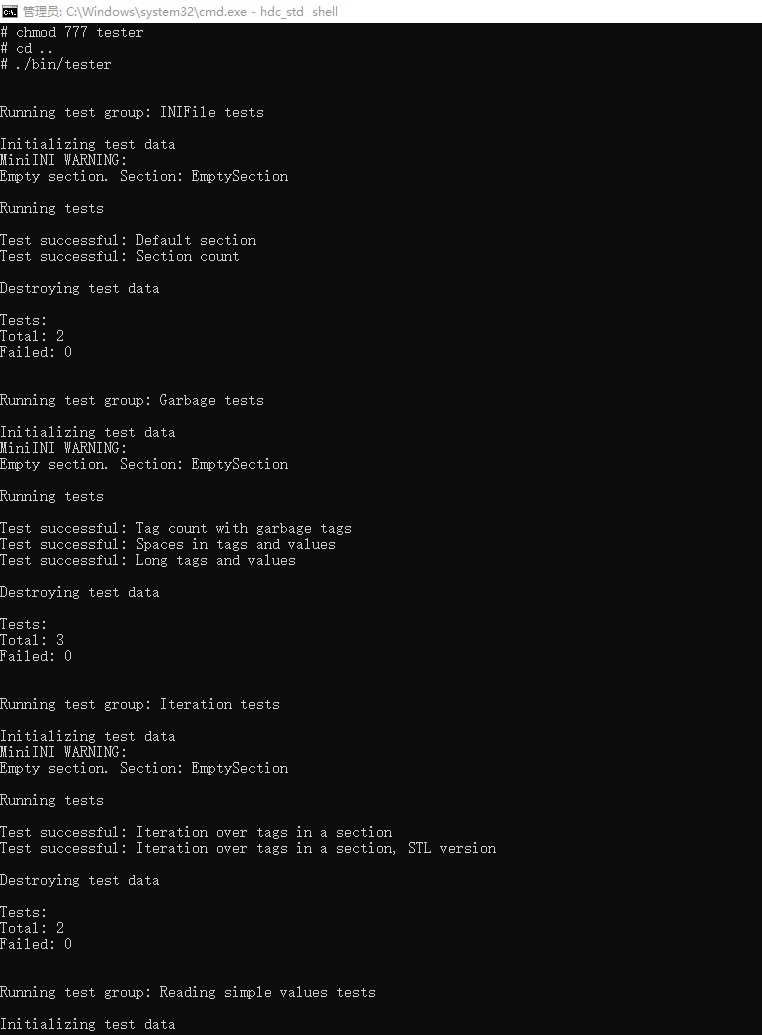 管理员: C:\Windows\system32\cmd.exe - hdc_std  shell
# chmod 777 tester
# cd ..
# ./bin/tester
Running test group: INIFile tests
Initializing test data
MiniINI WARNING:
Empty section. Section: EmptySection
Running tests
Test successful: Default section
Test successful: Section count
Destroying test data
Tests:
Total: 2
Failed: 0
Running test group: Garbage tests
Initializing test data
MiniINI WARNING:
Empty section. Section: EmptySection
Running tests
Test successful: Tag count with garbage tags
Test successful: Spaces in tags and values
Test successful: Long tags and values
Destroying test data
Tests:
Total: 3
Failed: 0
Running test group: Iteration tests
Initializing test data
MiniINI WARNING:
Empty section. Section: EmptySection
Running tests
Test successful: Iteration over tags in a section
Test successful: Iteration over tags in a section, STL version
Destroying test data
Tests:
Total: 2
Failed: 0
Running test group: Reading simple values tests
Initializing test data